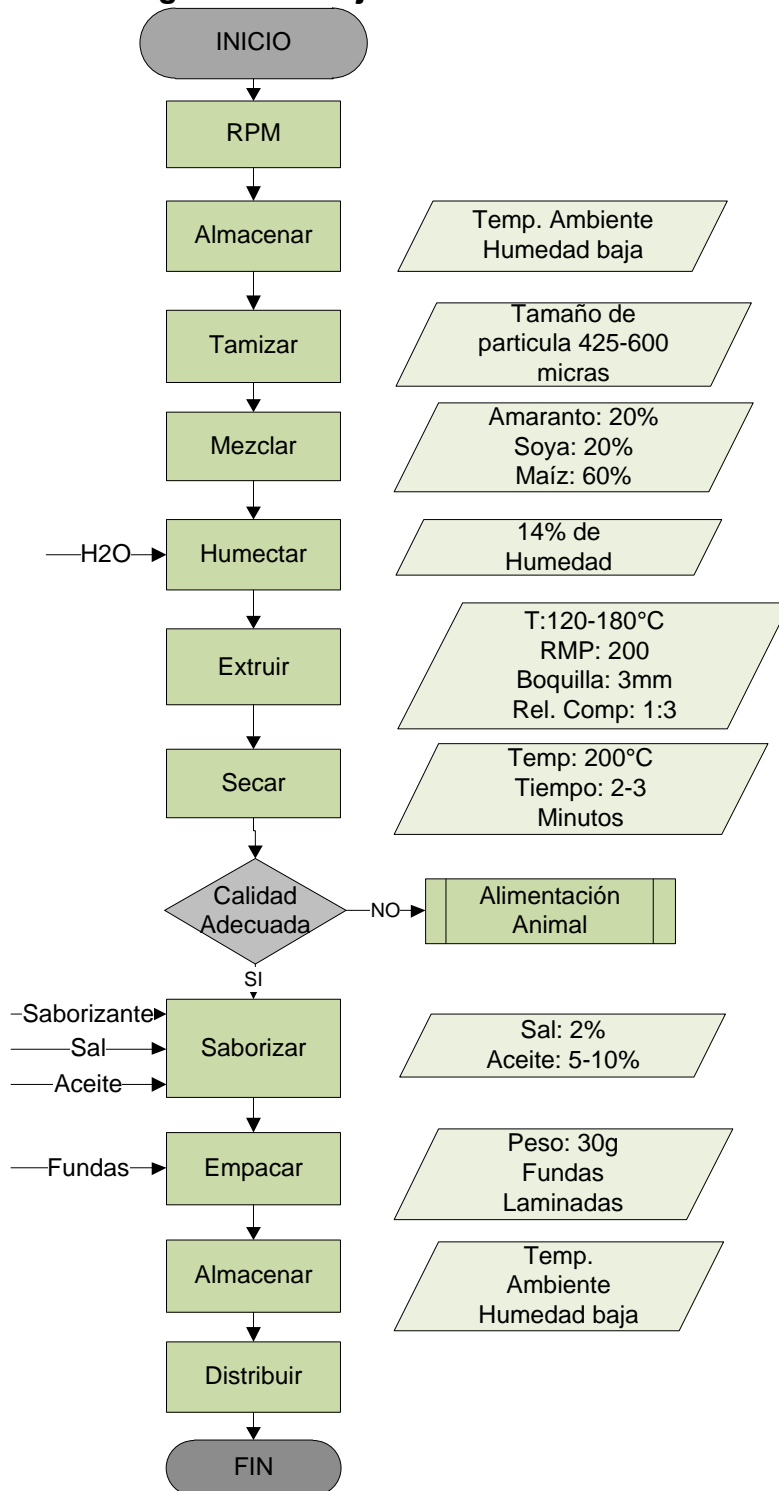 INICIO
RPM
Almacenar
Temp. Ambiente
Humedad baja
Tamizar
Tamaño de
particula 425-600
micras
Mezclar
Amaranto: 20%
Soya: 20%
Maíz: 60%
H2O
Humectar
14% de
Humedad
Extruir
T:120-180°C
RMP: 200
Boquilla: 3mm
Rel. Comp: 1:3
Secar
Temp: 200°C
Tiempo: 2-3
Minutos
Calidad
Adecuada
NO
Alimentación
Animal
SI
Saborizante
Sal
Aceite
Saborizar
Sal: 2%
Aceite: 5-10%
Fundas
Empacar
Peso: 30g
Fundas
Laminadas
Almacenar
Temp.
Ambiente
Humedad baja
Distribuir
FIN